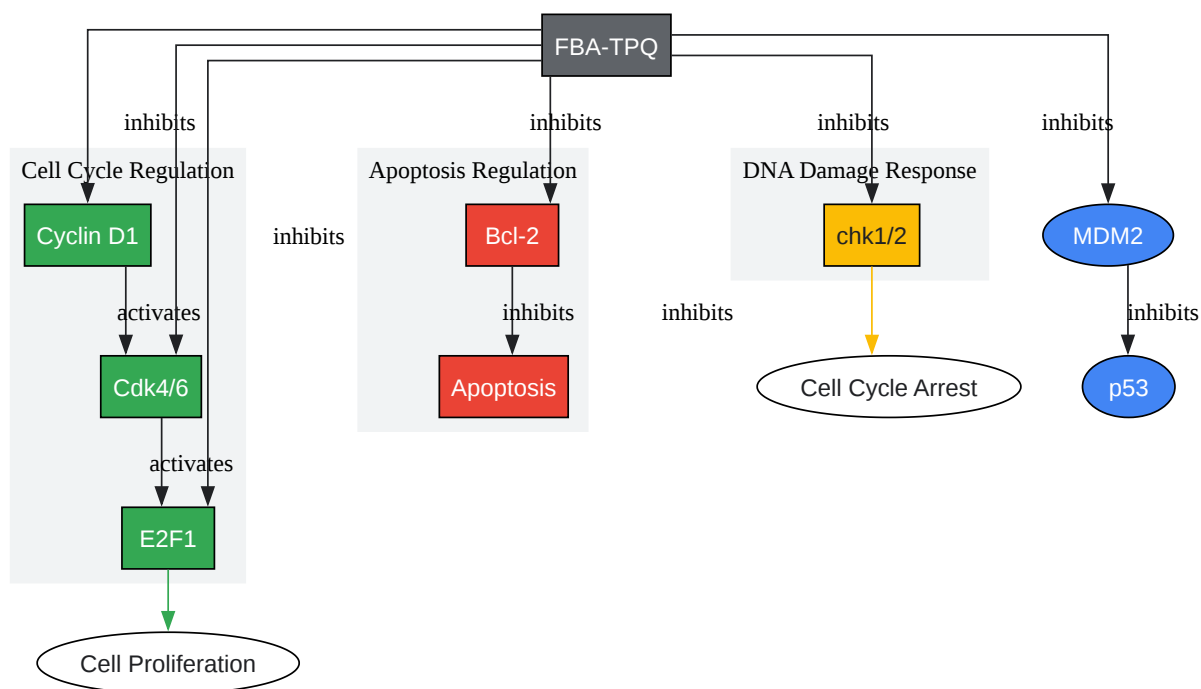 FBA-TPQ
inhibits
inhibits
inhibits
inhibits
Cell Cycle Regulation
Apoptosis Regulation
DNA Damage Response
Cyclin D1
inhibits
Bcl-2
chk1/2
MDM2
activates
inhibits
inhibits
inhibits
Cdk4/6
Apoptosis
Cell Cycle Arrest
p53
activates
E2F1
Cell Proliferation